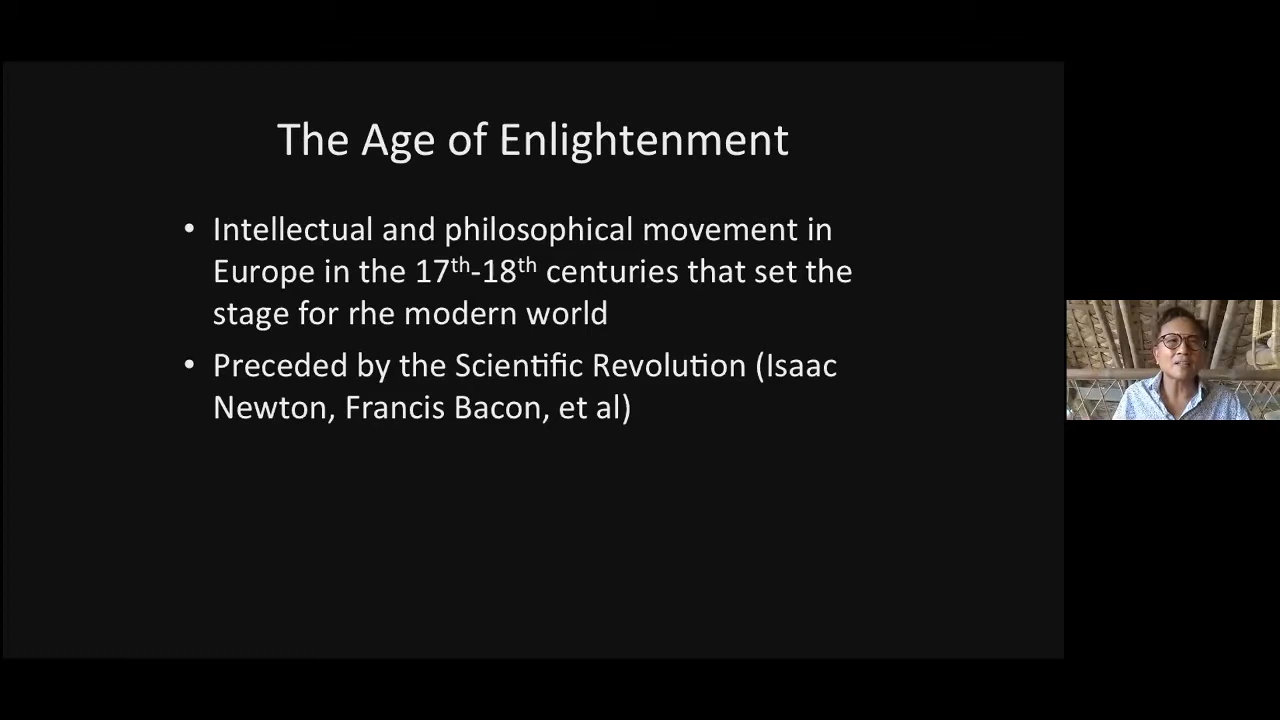 The Age of Enlightenment
• Intellectual and philosophical movement in
Europe in the 17th-18th centuries that set the
stage for rhe modern world
• Preceded by the Scientific Revolution (Isaac
Newton, Francis Bacon, et al)